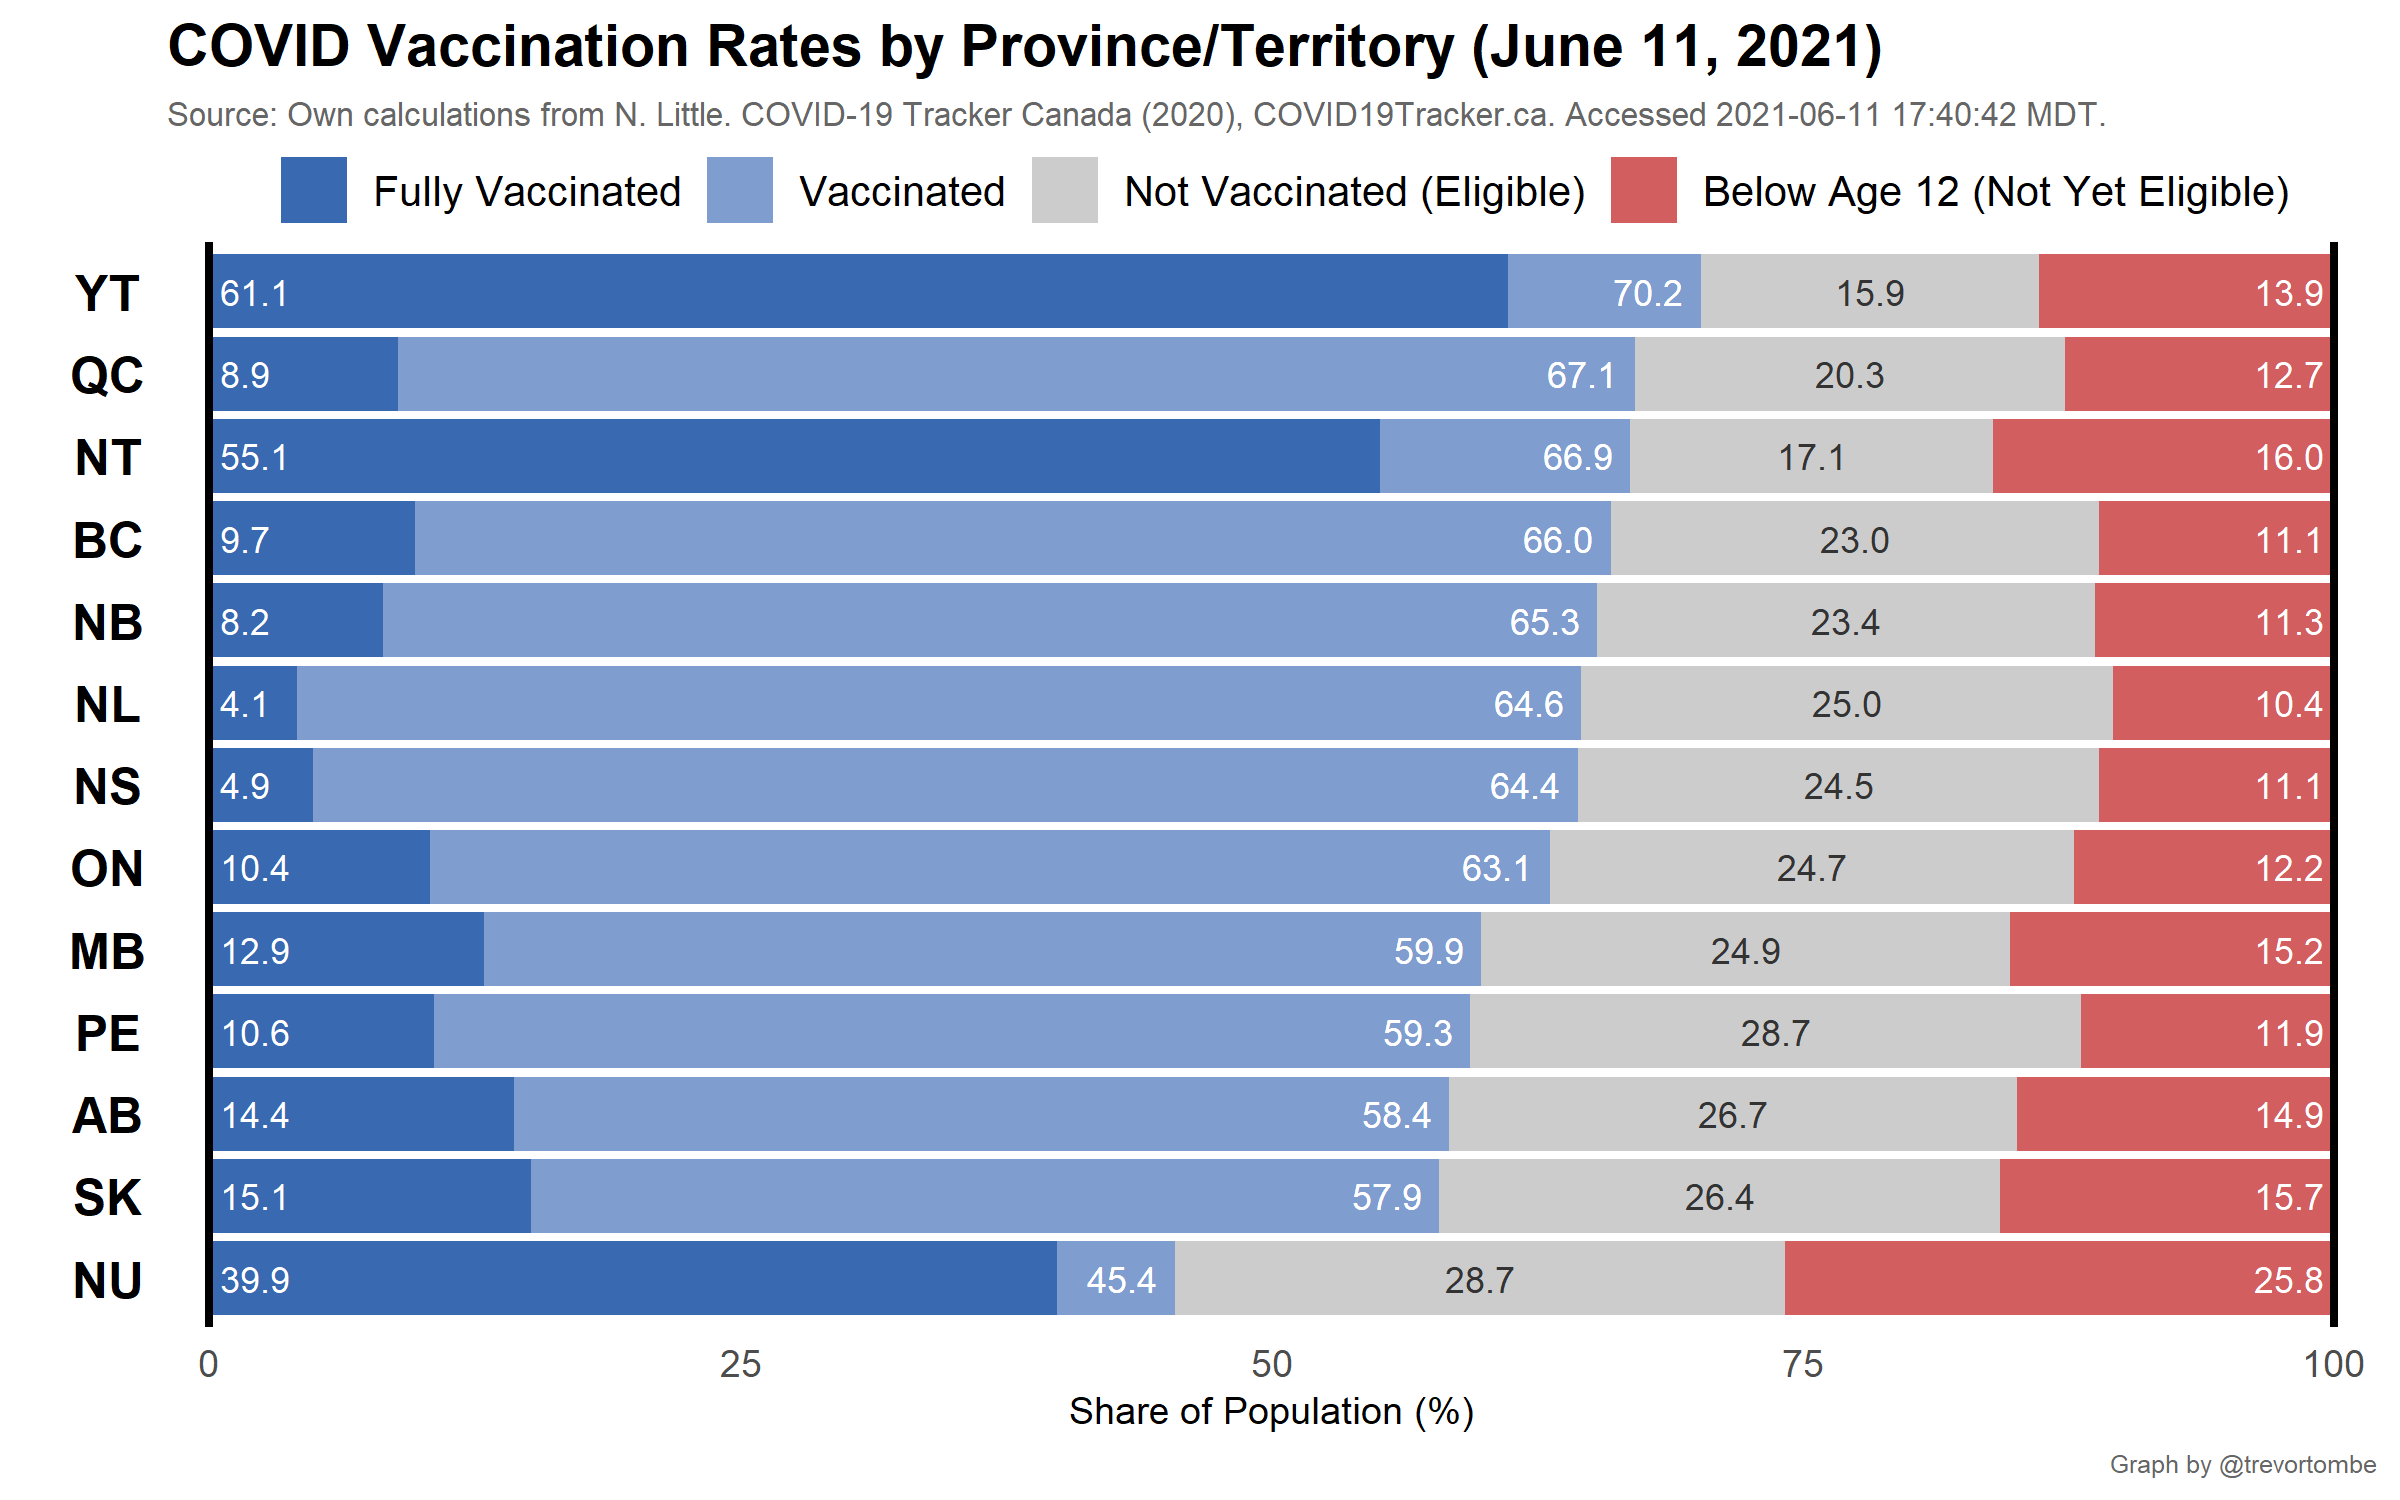 COVID Vaccination Rates by Province/Territory (June 11, 2021)
Source: Own calculations from N. Little. COVID-19 Tracker Canada (2020), COVID19Tracker.ca. Accessed 2021-06-11 17:40:42 MDT.
Fully Vaccinated Vaccinated Not Vaccinated (Eligible) Below Age 12 (Not Yet Eligible)
YT 61.1 70.2 15.9 13.9
QC 8.9 67.1 20.3 12.7
NT 55.1 66.9 17.1 16.0
BC 9.7 66.0 23.0 11.1
NB 8.2 65.3 23.4 11.3
NL 4.1 64.6 25.0 10.4
NS 4.9 64.4 24.5 11.1
ON 10.4 63.1 24.7 12.2
MB 12.9 59.9 24.9 15.2
PE 10.6 59.3 28.7 11.9
AB 14.4 58.4 26.7 14.9
SK 15.1 57.9 26.4 15.7
NU 39.9 45.4 28.7 25.8
0 25 50 75 100
Share of Population (%)
Graph by @trevortombe